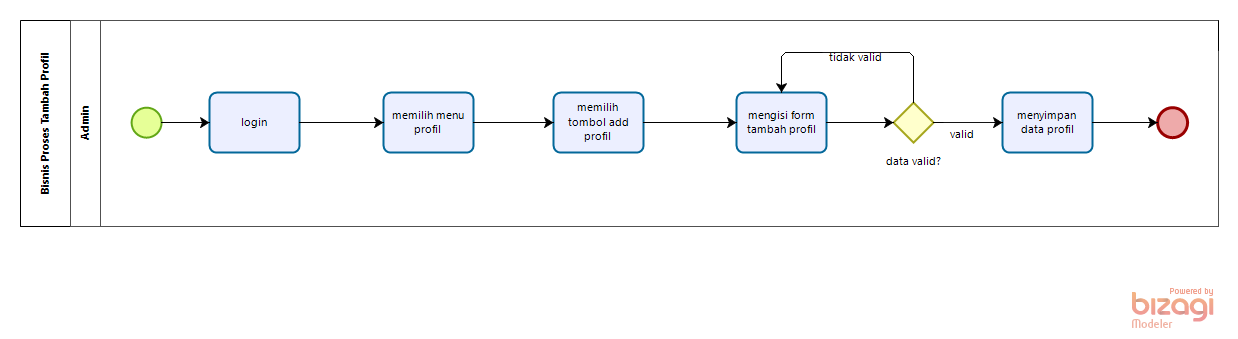 Bisnis Proses Tambah Profil
Admin
login
memilih menu
profil
memilih
tombol add
profil
mengisi form
tambah profil
tidak valid
data valid?
valid
menyimpan
data profil
Powered by
bizagi
Modeler